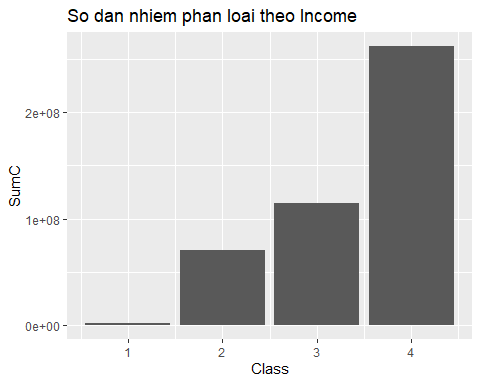 So dan nhiem phan loai theo Income
SumC
2e+08
1e+08
0e+00
1 2 3 4
Class